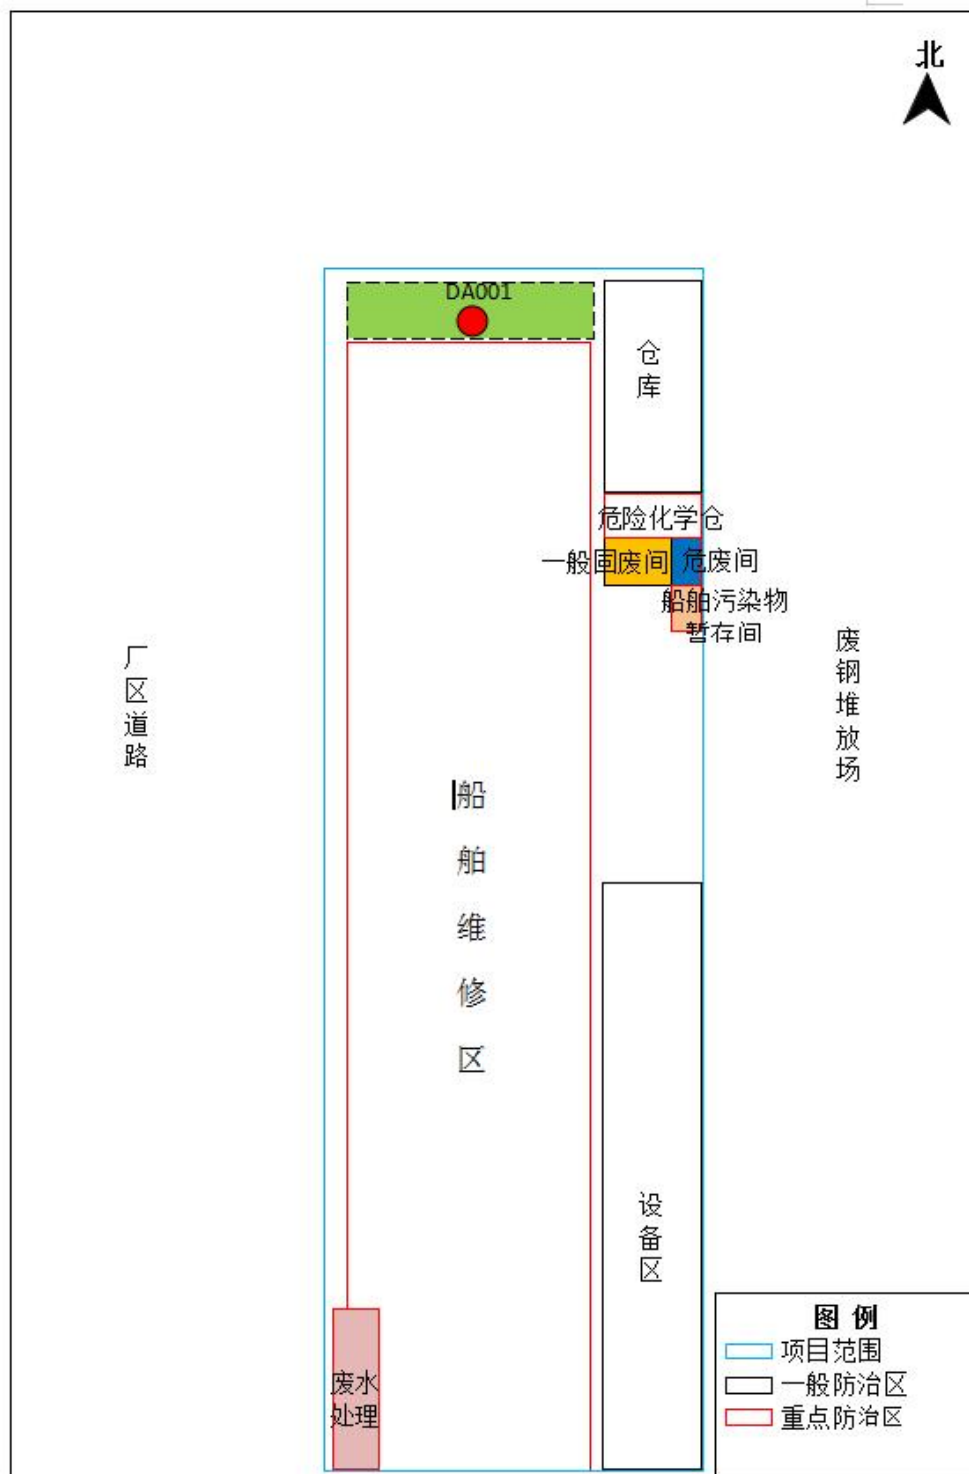 北
DA001
仓库
危险化学仓
一般固废间
危废间
船舶污染物
暂存间
厂区道路
废钢堆放场
船舶维修区
设备区
废水
处理
图例
项目范围
一般防治区
重点防治区